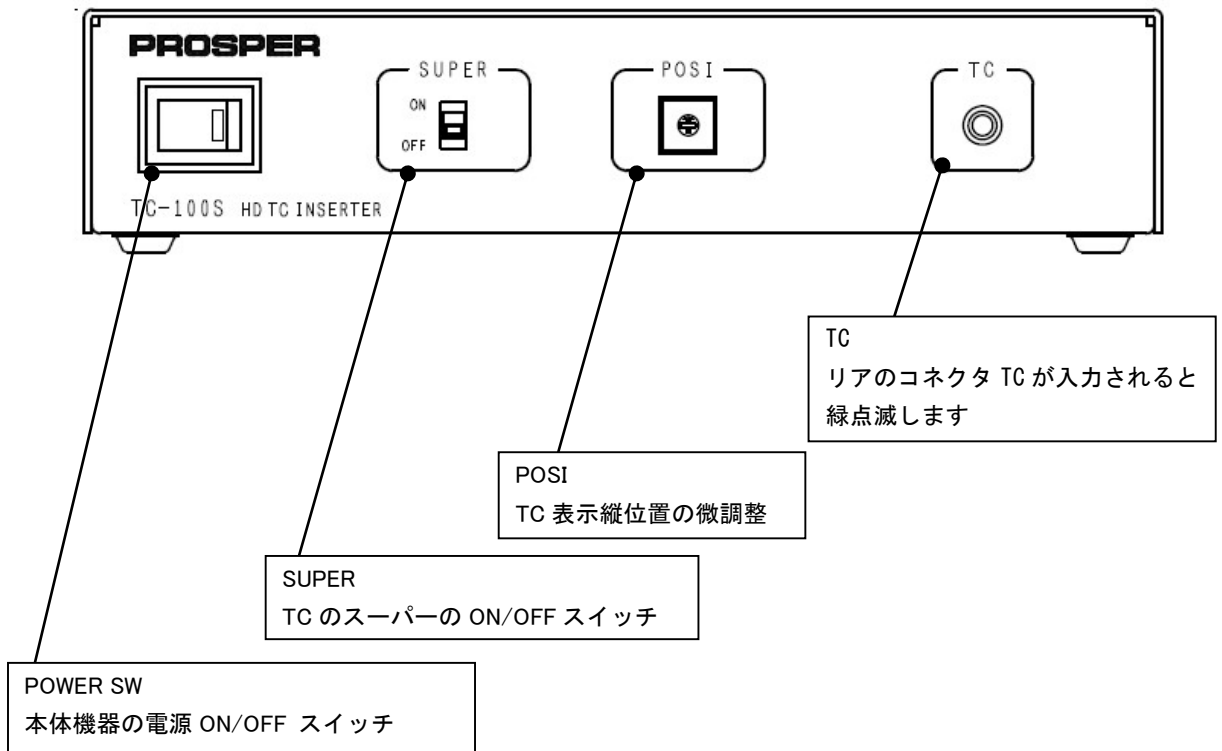 PROSPER
SUPER
POSI
TC
ON
OFF
TC-100S HD TC INSERTER
TC
リアのコネクタ TC が入力されると
緑点滅します
POSI
TC 表示縦位置の微調整
SUPER
TC のスーパーの ON/OFF スイッチ
POWER SW
本体機器の電源 ON/OFF スイッチ